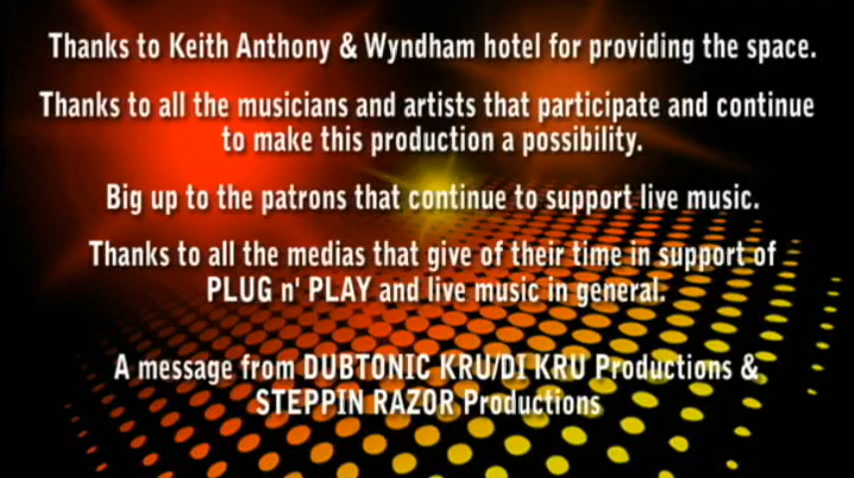 Thanks to Keith Anthony & Wyndham hotel for providing the space.
Thanks to all the musicians and artists that participate and continue
to make this production a possibility.
Big up to the patrons that continue to support live music.
Thanks to all the medias that give of their time in support of
PLUG n' PLAY and live music in general.
A message from DUBTONIC KRU/DI KRU Productions &
STEPPIN RAZOR Productions